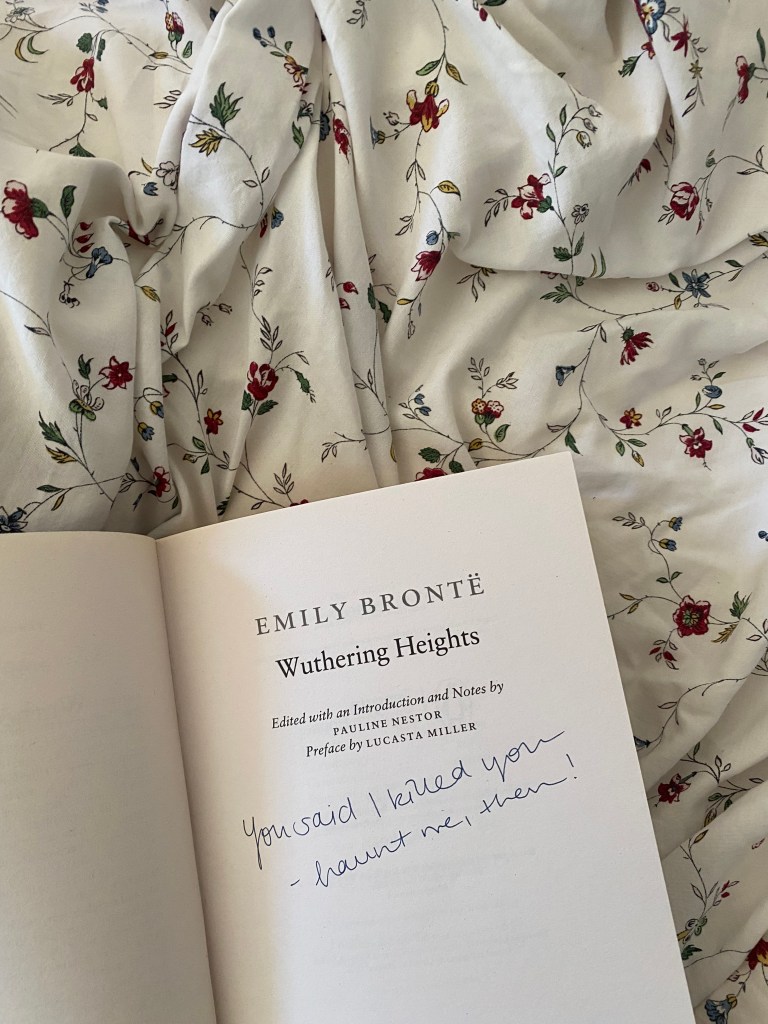 EMILY BRONTË
Wuthering Heights
Edited with an Introduction and Notes by
PAULINE NESTOR
Preface by LUCASTA MILLER
You said I killed you
- haunt me, then!